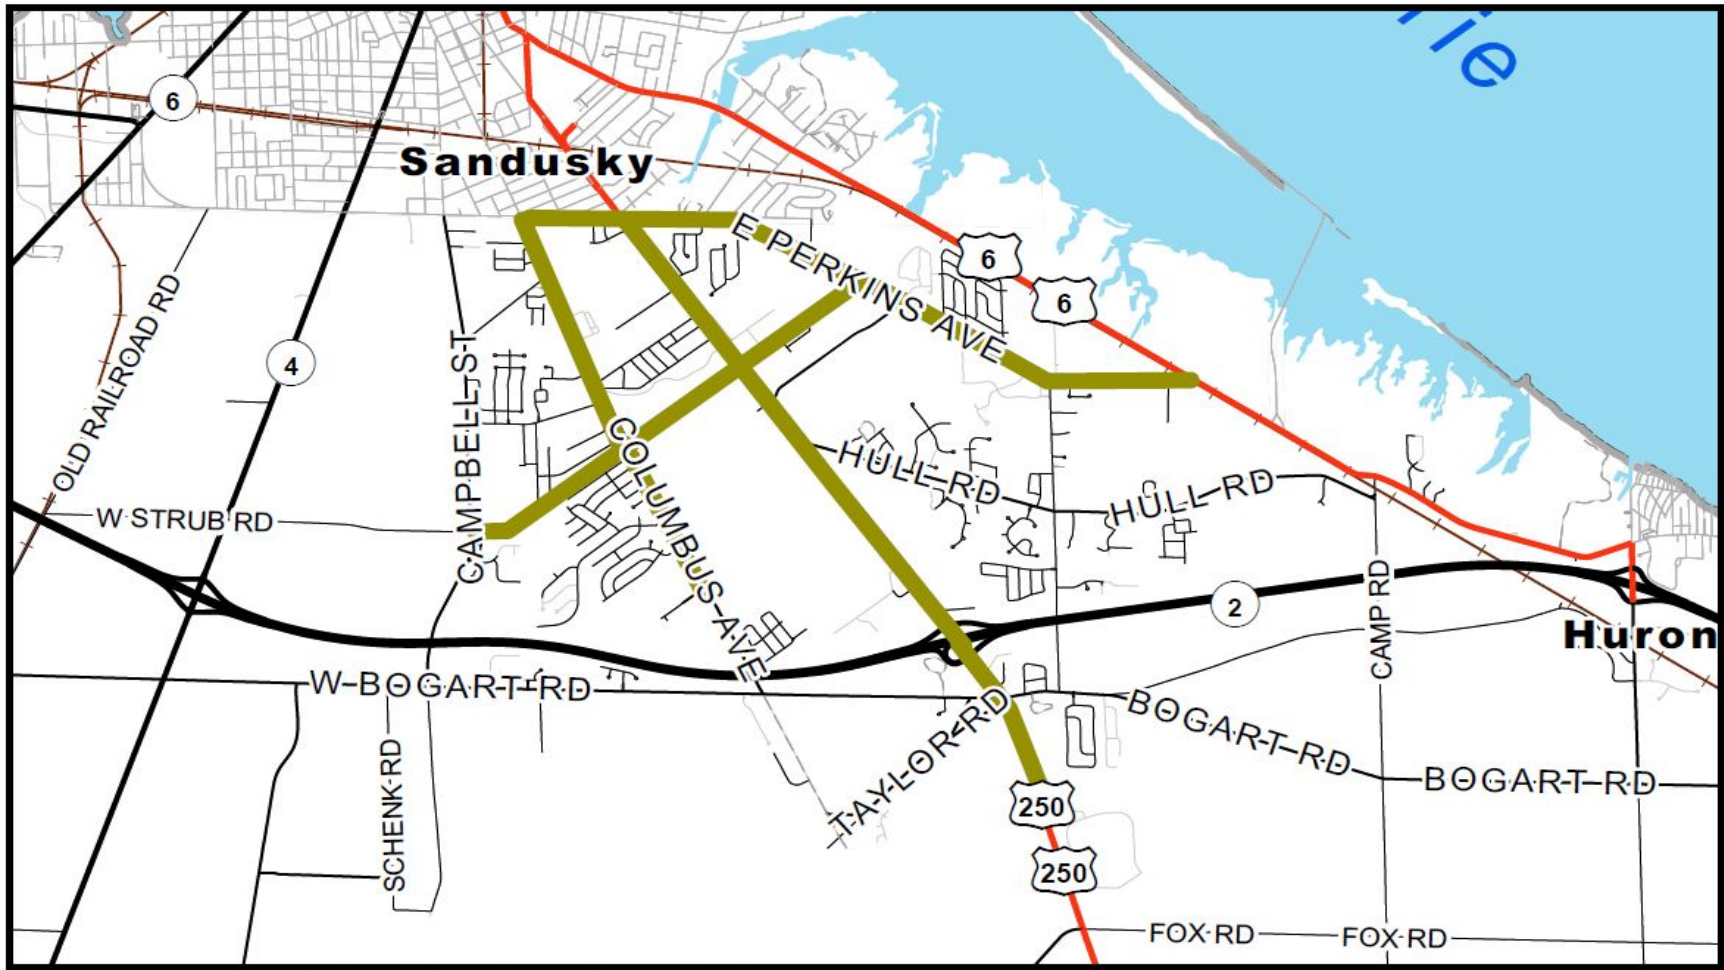 rie
6
Sandusky
E PERKINS AVE
6
6
OLD RAILROAD RD
4
CAMPBELL ST
COLUMBUS AVE
HULL RD
HULL RD
W STRUB RD
2
CAMP RD
Huron
W BOGART RD
TAYLOR RD
BOGART RD
BOGART RD
SCHENK RD
250
250
FOX RD
FOX RD